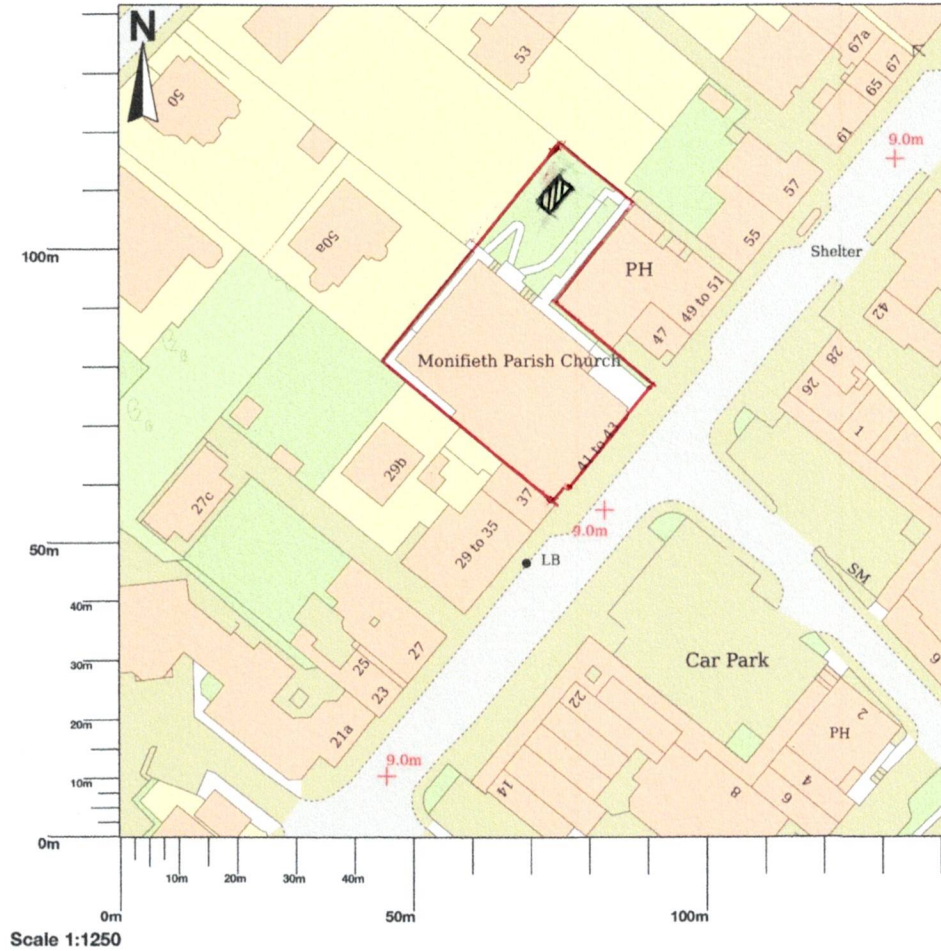 N
53
67a
67
65
61
9.0m
50
57
55
Shelter
100m
50a
PH
49 to 51
47
42
28
26
1
Monifieth Parish Church
41 to 43
29b
37
27c
9.0m
29 to 35
LB
SM
50m
40m
30m
20m
10m
0m
27
25
23
21a
Car Park
22
14
9.0m
2
PH
4
6
8
9
10m 20m 30m 40m
0m 50m 100m
Scale 1:1250